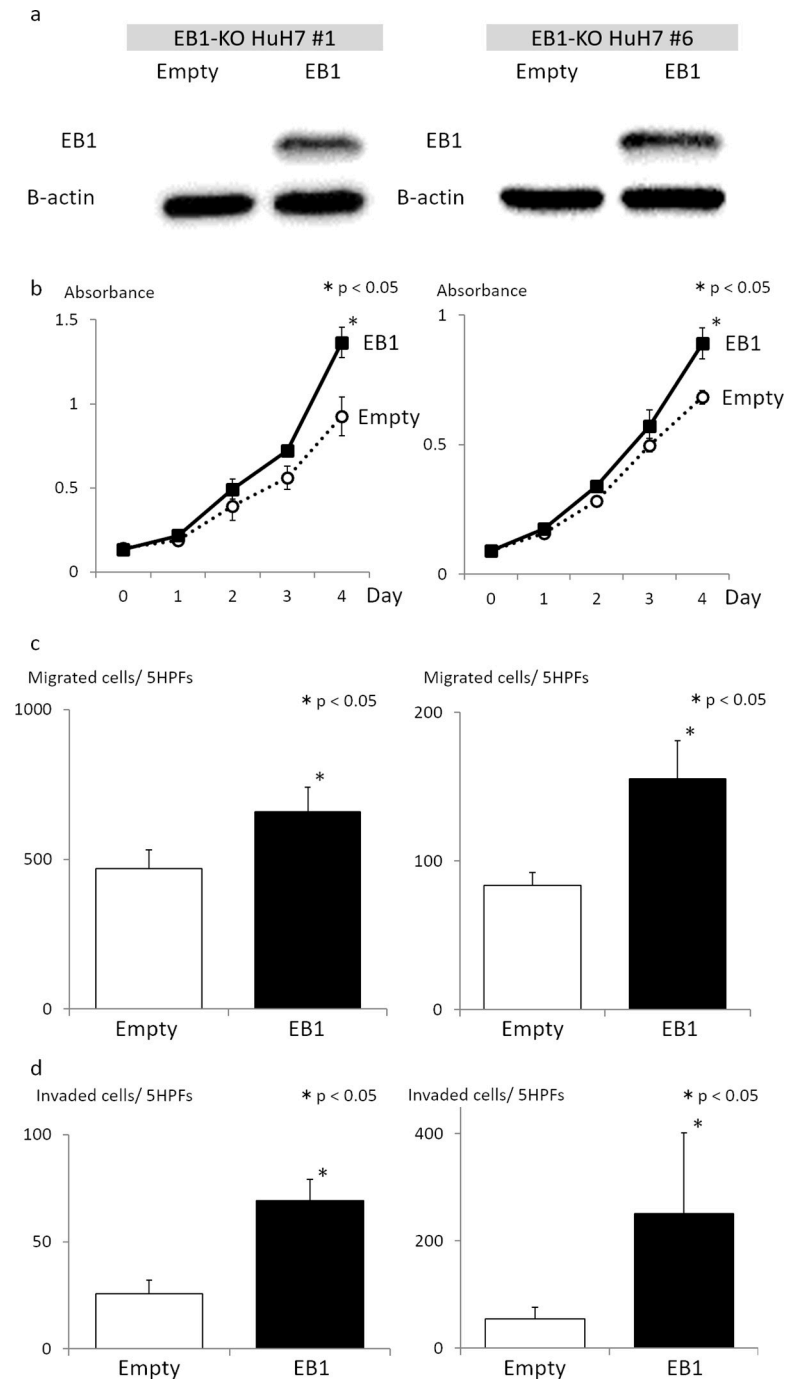 a
EB1-KO HuH7 #1
EB1-KO HuH7 #6
Empty EB1
Empty EB1
EB1
EB1
B-actin
B-actin
b
Absorbance
* p < 0.05
1.5
1
0.5
0
*
EB1
Empty
0 1 2 3 4 Day
Absorbance
* p < 0.05
1
0.5
0
*
EB1
Empty
0 1 2 3 4 Day
c
Migrated cells/ 5HPFs
* p < 0.05
1000
500
0
*
Empty EB1
Migrated cells/ 5HPFs
* p < 0.05
200
100
0
*
Empty EB1
d
Invaded cells/ 5HPFs
* p < 0.05
100
50
0
*
Empty EB1
Invaded cells/ 5HPFs
* p < 0.05
400
200
0
*
Empty EB1